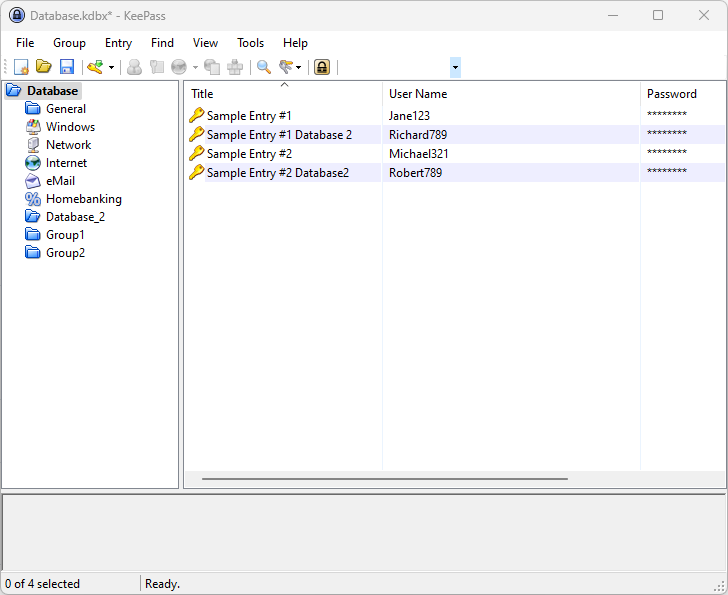 Database.kdbx* - KeePass
File Group Entry Find View Tools Help
Database
General
Windows
Network
Internet
eMail
Homebanking
Database_2
Group1
Group2
Title User Name Password
Sample Entry #1 Jane123 ********
Sample Entry #1 Database 2 Richard789 ********
Sample Entry #2 Michael321 ********
Sample Entry #2 Database2 Robert789 ********
0 of 4 selected Ready.